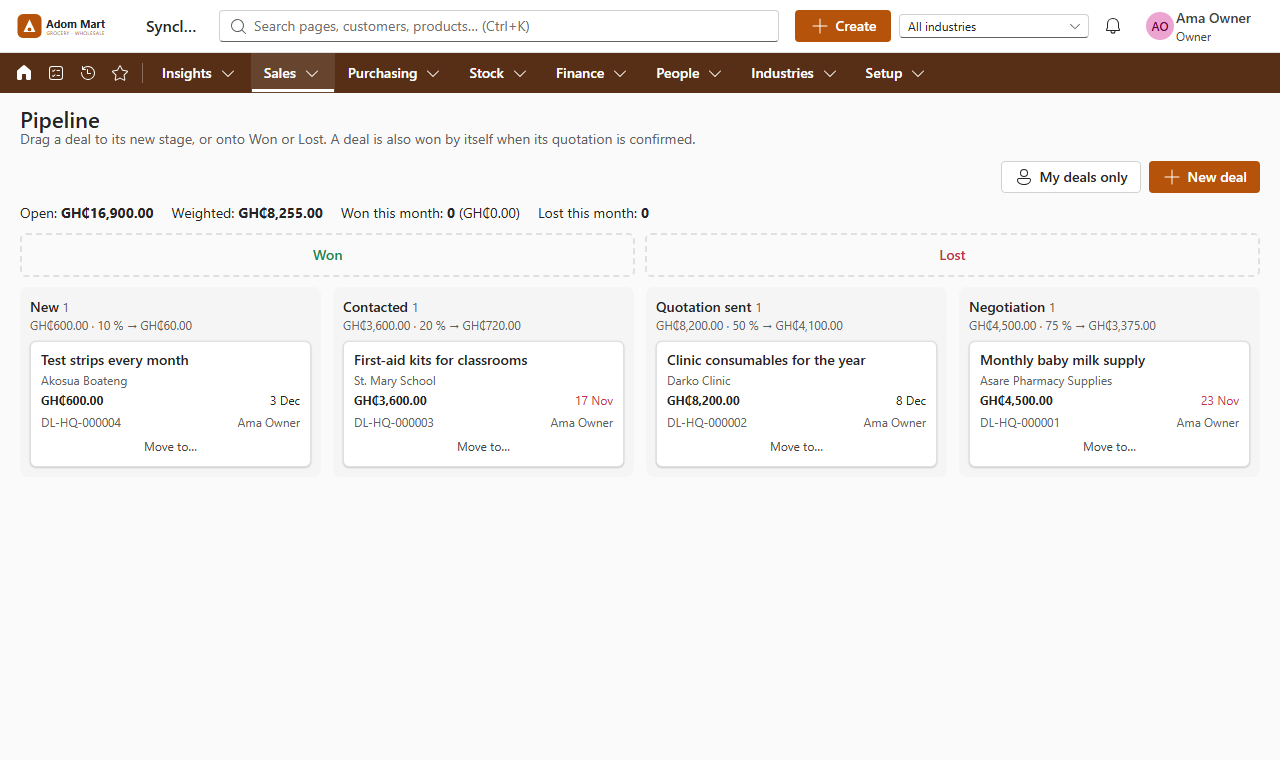 Adom Mart
GROCERY · WHOLESALE
Syncl...
Search pages, customers, products... (Ctrl+K)
Create
All industries
AO
Ama Owner
Owner
Insights
Sales
Purchasing
Stock
Finance
People
Industries
Setup
Pipeline
Drag a deal to its new stage, or onto Won or Lost. A deal is also won by itself when its quotation is confirmed.
My deals only
New deal
Open: GH₵16,900.00 Weighted: GH₵8,255.00 Won this month: 0 (GH₵0.00) Lost this month: 0
Won
Lost
New 1
GH₵600.00 · 10 % → GH₵60.00
Test strips every month
Akosua Boateng
GH₵600.00 3 Dec
DL-HQ-000004 Ama Owner
Move to...
Contacted 1
GH₵3,600.00 · 20 % → GH₵720.00
First-aid kits for classrooms
St. Mary School
GH₵3,600.00 17 Nov
DL-HQ-000003 Ama Owner
Move to...
Quotation sent 1
GH₵8,200.00 · 50 % → GH₵4,100.00
Clinic consumables for the year
Darko Clinic
GH₵8,200.00 8 Dec
DL-HQ-000002 Ama Owner
Move to...
Negotiation 1
GH₵4,500.00 · 75 % → GH₵3,375.00
Monthly baby milk supply
Asare Pharmacy Supplies
GH₵4,500.00 23 Nov
DL-HQ-000001 Ama Owner
Move to...